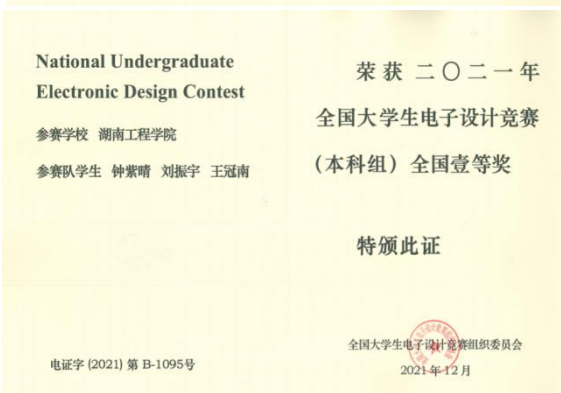 National Undergraduate
Electronic Design Contest
参赛学校 湖南工程学院
参赛队学生 钟紫晴 刘振宇 王冠南
电证字 (2021) 第 B-1095号
荣获 二〇二一年
全国大学生电子设计竞赛
(本科组) 全国壹等奖
特颁此证
全国大学生电子设计竞赛组织委员会
2021年12月